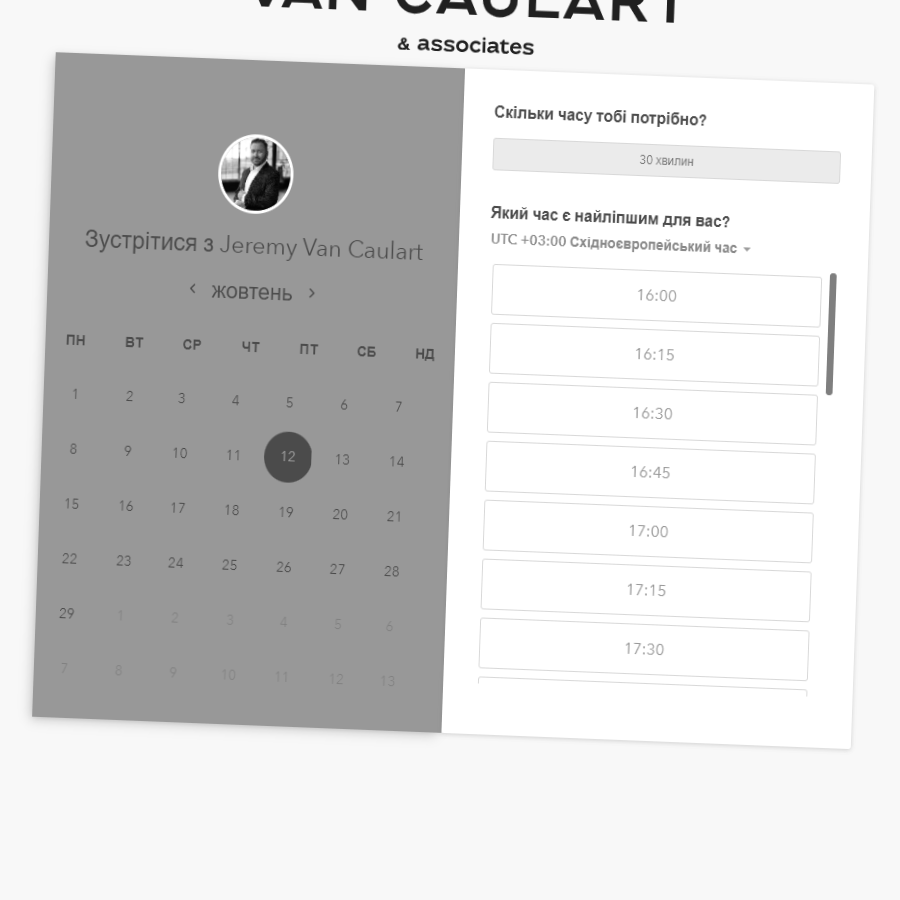 VAN CAULART
& associates
Зустрітися з Jeremy Van Caulart
жовтень
ПН ВТ СР ЧТ ПТ СБ НД
1 2 3 4 5 6 7
8 9 10 11 12 13 14
15 16 17 18 19 20 21
22 23 24 25 26 27 28
29 1 2 3 4 5 6
7 8 9 10 11 12 13
Скільки часу тобі потрібно?
30 хвилин
Який час є найліпшим для вас?
UTC +03:00 Східноєвропейський час
16:00
16:15
16:30
16:45
17:00
17:15
17:30